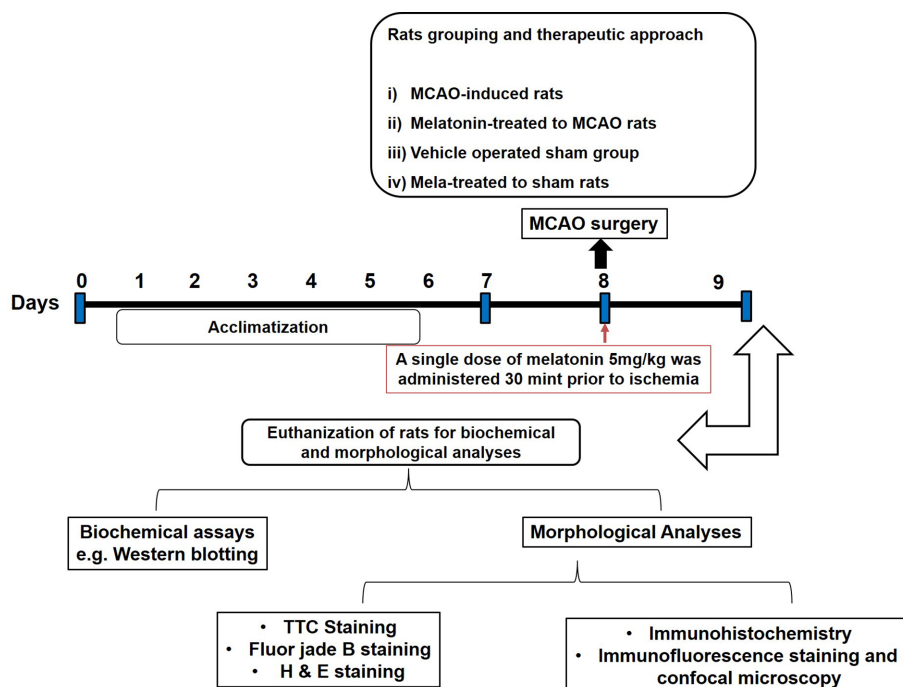 Rats grouping and therapeutic approach
i) MCAO-induced rats
ii) Melatonin-treated to MCAO rats
iii) Vehicle operated sham group
iv) Mela-treated to sham rats
MCAO surgery
0 1 2 3 4 5 6 7 8 9
Days
Acclimatization
A single dose of melatonin 5mg/kg was
administered 30 mint prior to ischemia
Euthanization of rats for biochemical
and morphological analyses
Biochemical assays
e.g. Western blotting
Morphological Analyses
• TTC Staining
• Fluor jade B staining
• H & E staining
• Immunohistochemistry
• Immunofluorescence staining and
confocal microscopy